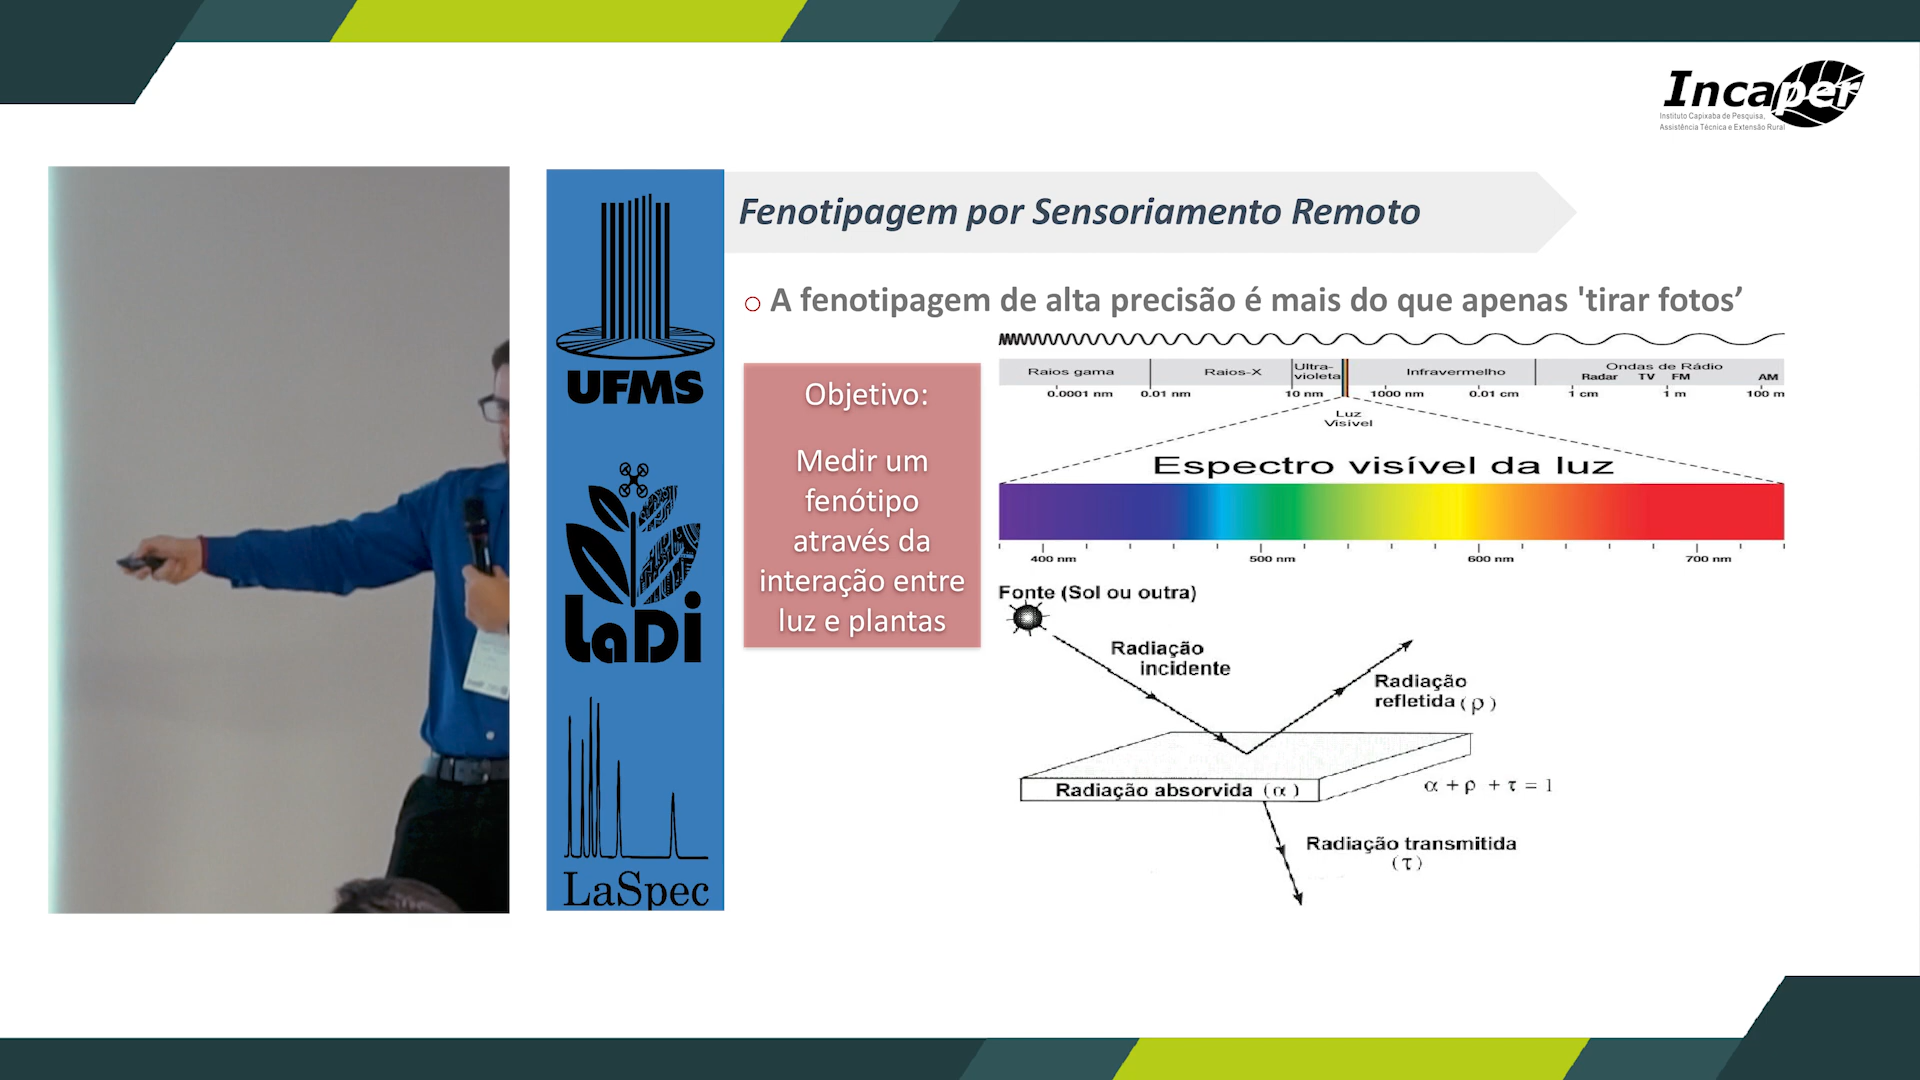 Incaper
Instituto Capixaba de Pesquisa,
Assistência Técnica e Extensão Rural
Fenotipagem por Sensoriamento Remoto
A fenotipagem de alta precisão é mais do que apenas 'tirar fotos’
UFMS
LaDi
LaSpec
Objetivo:
Medir um
fenótipo
através da
interação entre
luz e plantas
Raios gama
Raios-X
Ultra-
violeta
Infravermelho
Ondas de Rádio
Radar TV FM AM
0.0001 nm 0.01 nm 10 nm 1000 nm 0.01 cm 1 cm 1 m 100 m
Luz
Visível
Espectro visível da luz
400 nm 500 nm 600 nm 700 nm
Fonte (Sol ou outra)
Radiação
incidente
Radiação
refletida (ρ)
Radiação absorvida (α)
α + ρ + τ = 1
Radiação transmitida
(τ)